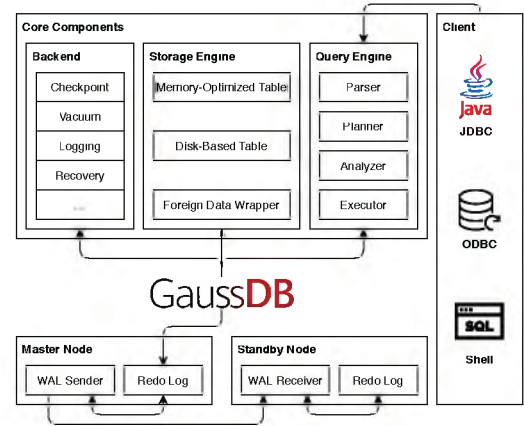 Core Components
Backend
Checkpoint
Vacuum
Logging
Recovery
...
Storage Engine
Memory-Optimized Table
Disk-Based Table
Foreign Data Wrapper
Query Engine
Parser
Planner
Analyzer
Executor
Client
Java
JDBC
ODBC
SQL
Shell
GaussDB
Master Node
WAL Sender
Redo Log
Standby Node
WAL Receiver
Redo Log